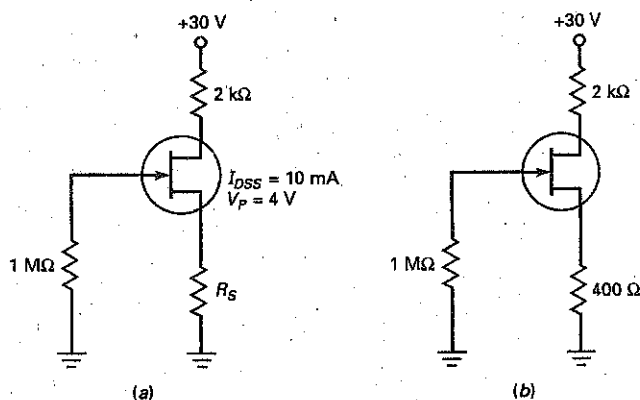 +30 V
2 kΩ
I_DSS = 10 mA
V_P = 4 V
1 MΩ
R_S
(a)
+30 V
2 kΩ
1 MΩ
400 Ω
(b)